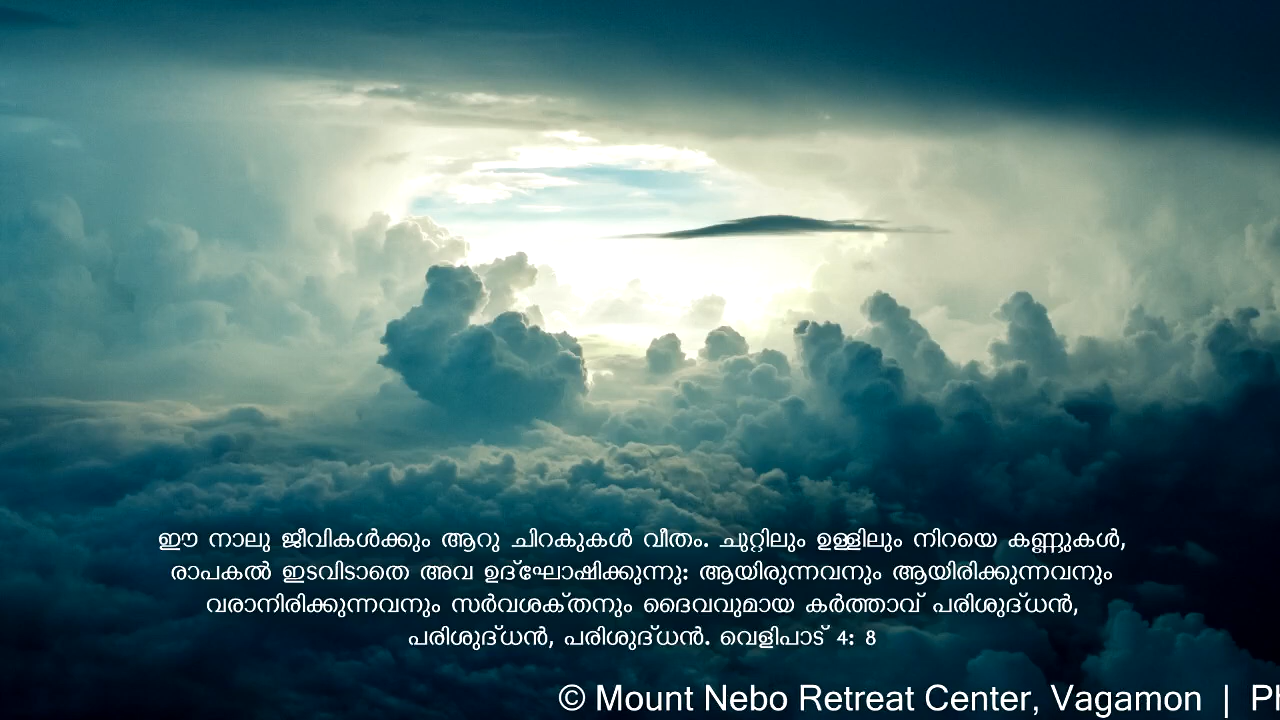 ഈ നാലു ജീവികൾക്കും ആറു ചിറകുകൾ വീതം. ചുറ്റിലും ഉള്ളിലും നിറയെ കണ്ണുകൾ,
രാപകൽ ഇടവിടാതെ അവ ഉദ്ഘോഷിക്കുന്നു: ആയിരുന്നവനും ആയിരിക്കുന്നവനും
വരാനിരിക്കുന്നവനും സർവശക്തനും ദൈവവുമായ കർത്താവ് പരിശുദ്ധൻ,
പരിശുദ്ധൻ, പരിശുദ്ധൻ. വെളിപാട് 4: 8
© Mount Nebo Retreat Center, Vagamon |